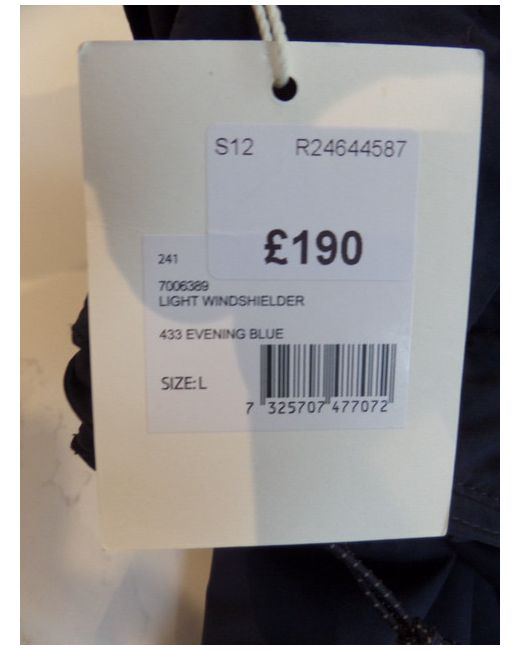 S12 R24644587
£190
241
7006389
LIGHT WINDSHIELDER
433 EVENING BLUE
SIZE: L
7 325707 477072